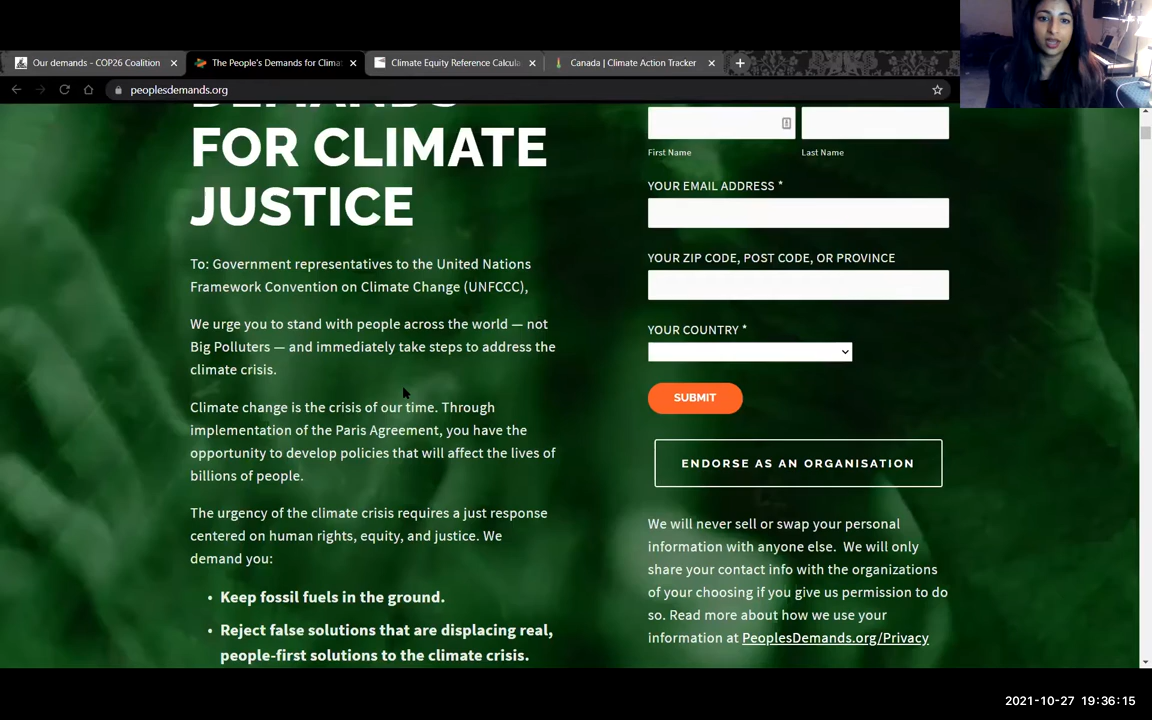 Our demands - COP26 Coalition
The People's Demands for Clima
Climate Equity Reference Calcula
Canada | Climate Action Tracker
peoplesdemands.org
FOR CLIMATE
JUSTICE
To: Government representatives to the United Nations
Framework Convention on Climate Change (UNFCCC),
We urge you to stand with people across the world — not
Big Polluters — and immediately take steps to address the
climate crisis.
Climate change is the crisis of our time. Through
implementation of the Paris Agreement, you have the
opportunity to develop policies that will affect the lives of
billions of people.
The urgency of the climate crisis requires a just response
centered on human rights, equity, and justice. We
demand you:
• Keep fossil fuels in the ground.
• Reject false solutions that are displacing real,
people-first solutions to the climate crisis.
First Name
Last Name
YOUR EMAIL ADDRESS *
YOUR ZIP CODE, POST CODE, OR PROVINCE
YOUR COUNTRY *
SUBMIT
ENDORSE AS AN ORGANISATION
We will never sell or swap your personal
information with anyone else. We will only
share your contact info with the organizations
of your choosing if you give us permission to do
so. Read more about how we use your
information at PeoplesDemands.org/Privacy
2021-10-27 19:36:15